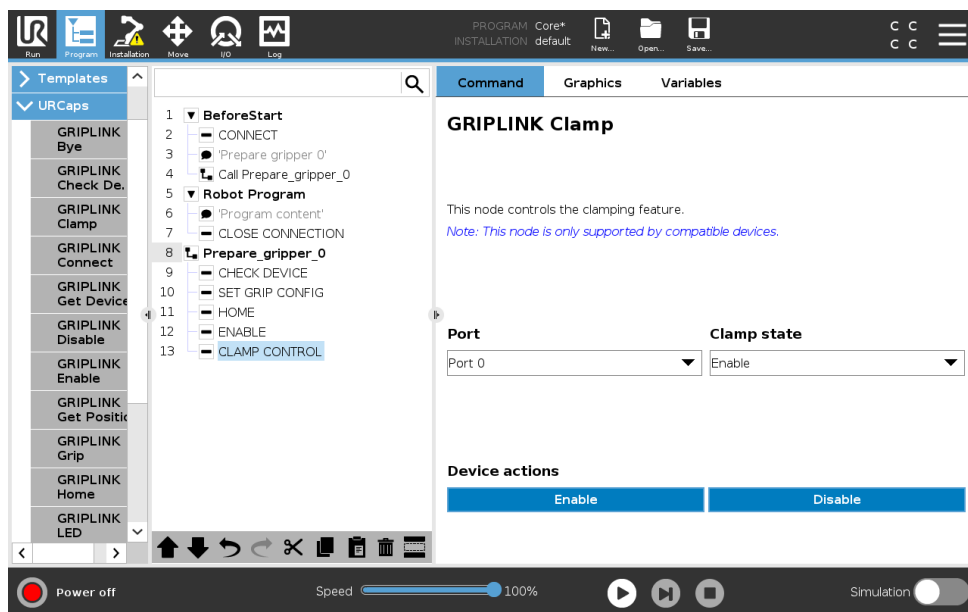 UR
PROGRAM Core*
INSTALLATION default
C C
C C
Run
Program
Installation
Move
I/O
Log
New...
Open...
Save...
Templates
URCaps
GRIPLINK
Bye
GRIPLINK
Check De.
GRIPLINK
Clamp
GRIPLINK
Connect
GRIPLINK
Get Device
GRIPLINK
Disable
GRIPLINK
Enable
GRIPLINK
Get Positic
GRIPLINK
Grip
GRIPLINK
Home
GRIPLINK
LED
1 BeforeStart
2 CONNECT
3 'Prepare gripper 0'
4 Call Prepare_gripper_0
5 Robot Program
6 'Program content'
7 CLOSE CONNECTION
8 Prepare_gripper_0
9 CHECK DEVICE
10 SET GRIP CONFIG
11 HOME
12 ENABLE
13 CLAMP CONTROL
Command Graphics Variables
GRIPLINK Clamp
This node controls the clamping feature.
Note: This node is only supported by compatible devices.
Port Clamp state
Port 0 Enable
Device actions
Enable Disable
Power off
Speed 100%
Simulation